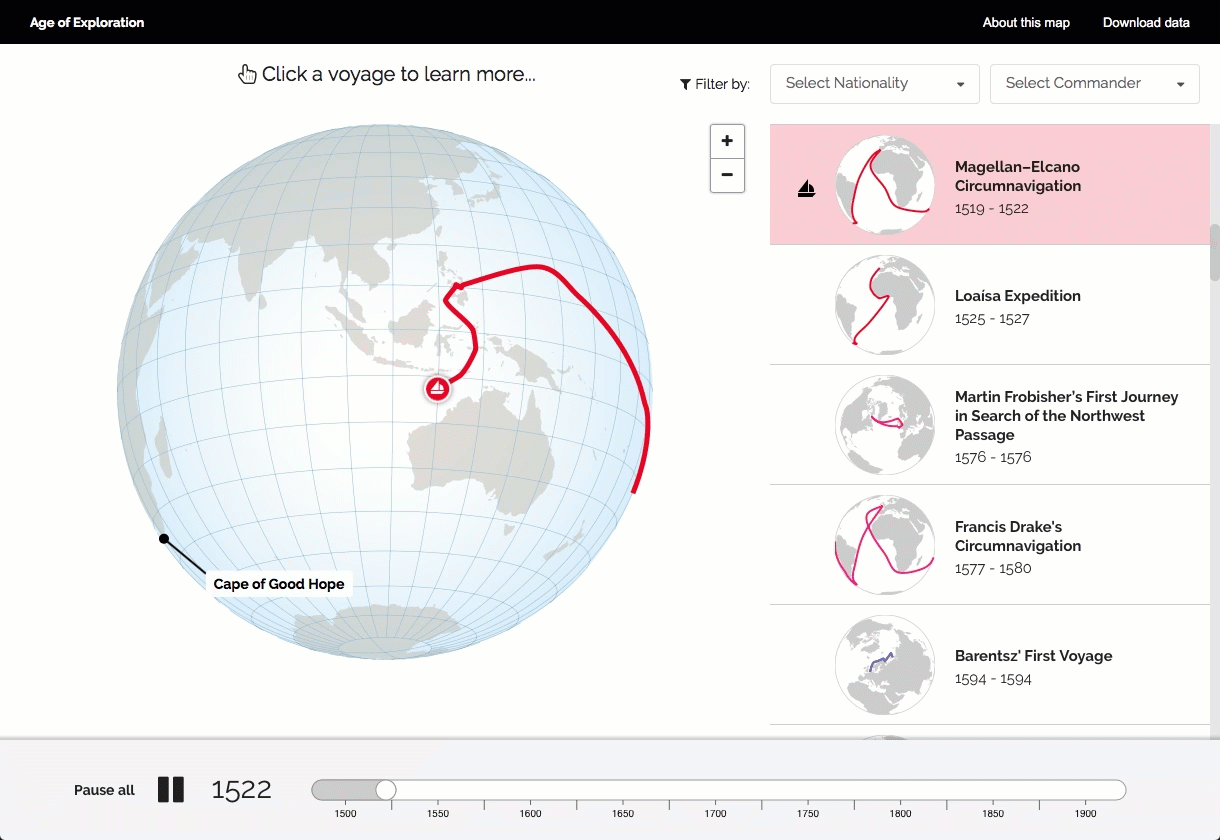 Age of Exploration
About this map
Download data
Click a voyage to learn more...
Filter by:
Select Nationality
Select Commander
+
−
Cape of Good Hope
Magellan–Elcano
Circumnavigation
1519 - 1522
Loaísa Expedition
1525 - 1527
Martin Frobisher’s First Journey
in Search of the Northwest
Passage
1576 - 1576
Francis Drake's
Circumnavigation
1577 - 1580
Barentsz' First Voyage
1594 - 1594
Pause all
1522
1500
1550
1600
1650
1700
1750
1800
1850
1900